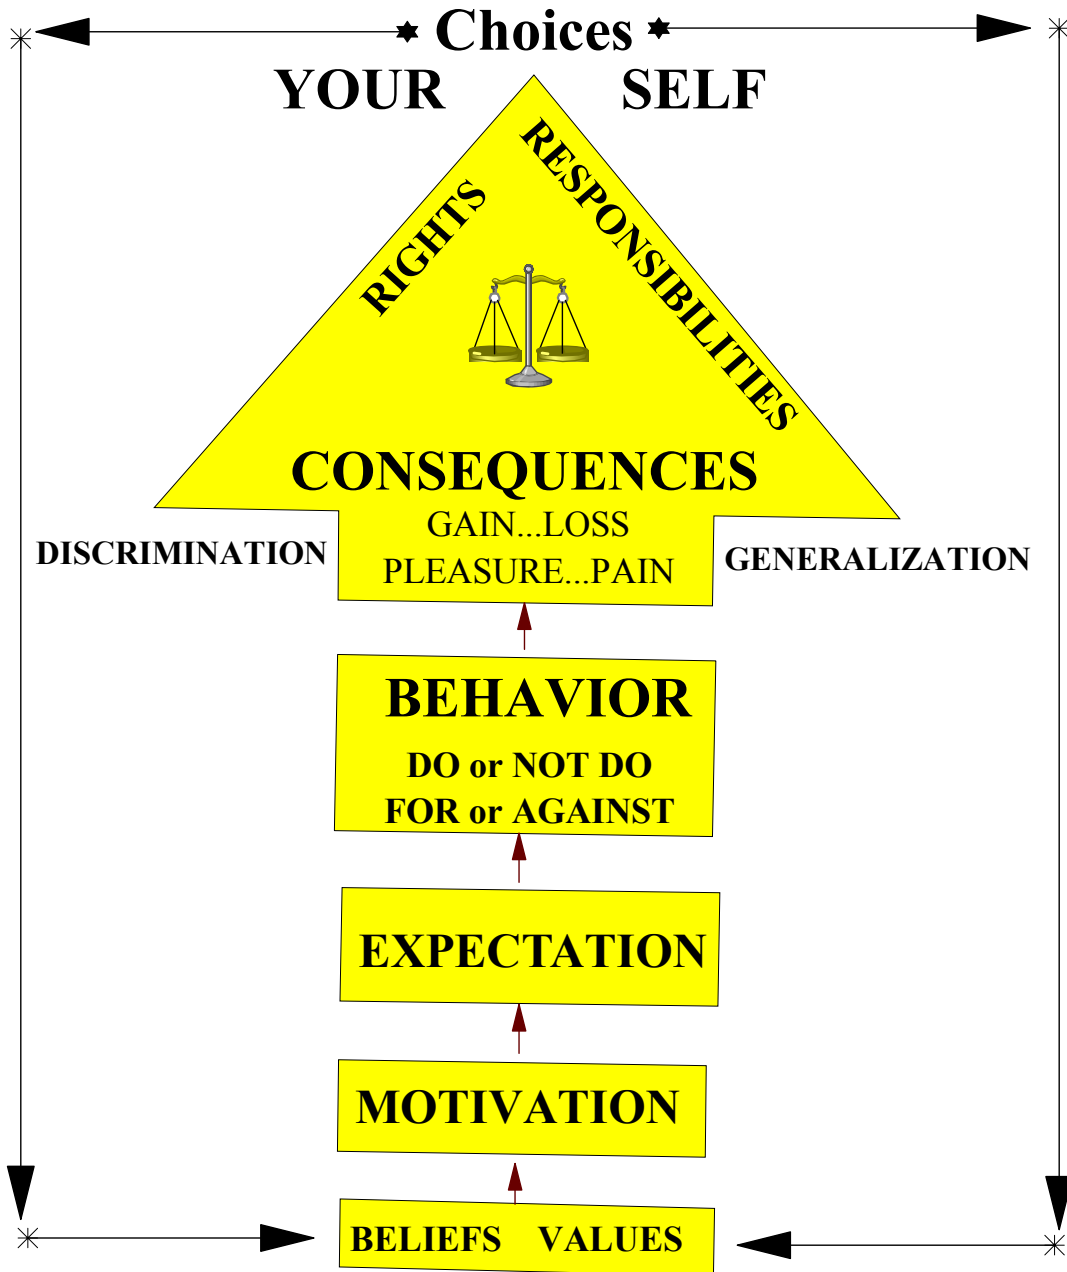 Choices
YOUR SELF
RIGHTS
RESPONSIBILITIES
CONSEQUENCES
GAIN...LOSS
PLEASURE...PAIN
DISCRIMINATION
GENERALIZATION
BEHAVIOR
DO or NOT DO
FOR or AGAINST
EXPECTATION
MOTIVATION
BELIEFS VALUES